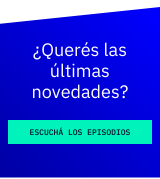 ¿Querés las
últimas
novedades?
ESCUCHÁ LOS EPISODIOS